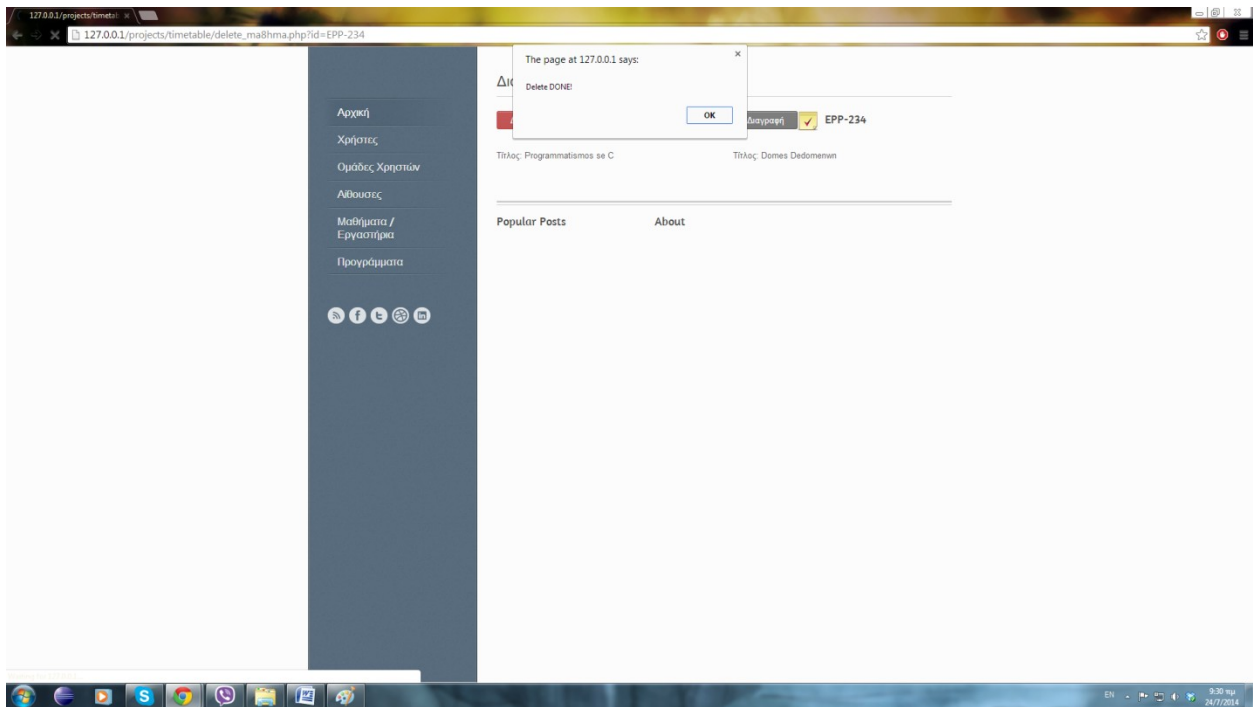 127.0.0.1/projects/timetal
127.0.0.1/projects/timetable/delete_ma8hma.php?id=EPP-234
The page at 127.0.0.1 says:
Delete DONE!
OK
Αρχική
Χρήστες
Ομάδες Χρηστών
Αίθουσες
Μαθήματα /
Εργαστήρια
Προγράμματα
Διαγραφή
EPP-234
Τίτλος: Programmatismos se C
Τίτλος: Domes Dedomenwn
Popular Posts
About
EN
9:30 πμ
24/7/2014